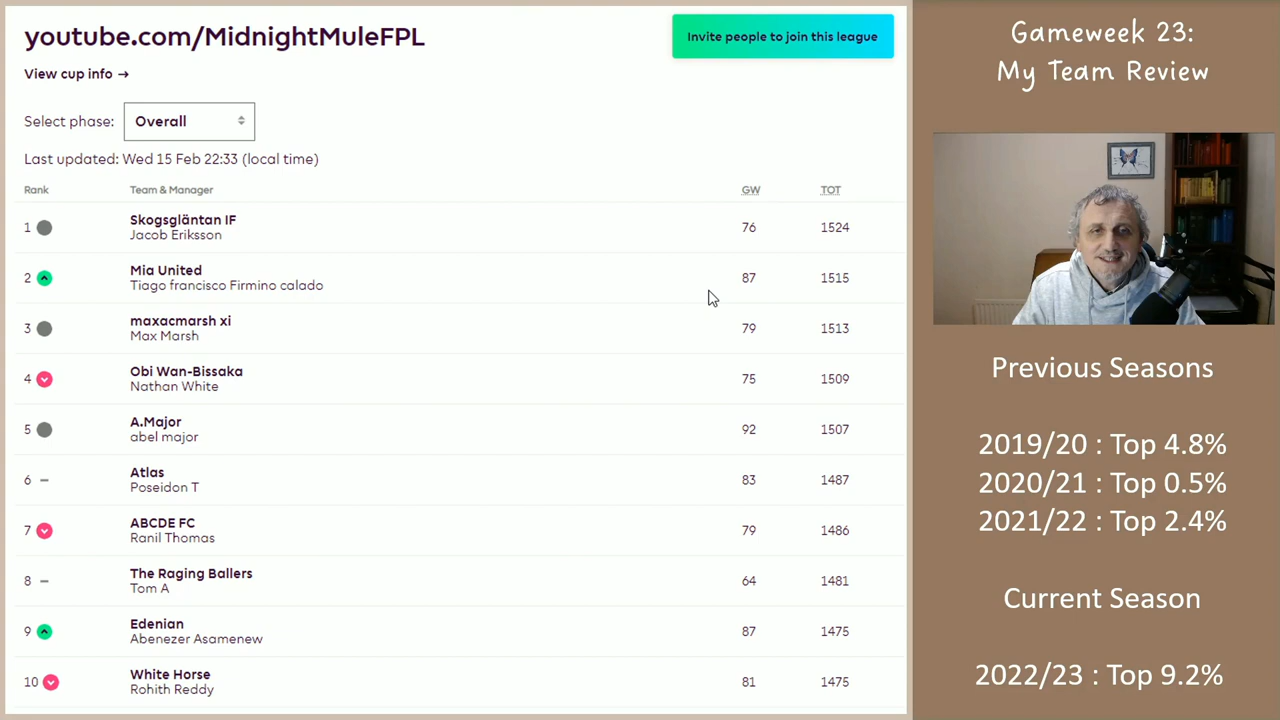 youtube.com/MidnightMuleFPL
Invite people to join this league
View cup info →
Select phase: Overall
Last updated: Wed 15 Feb 22:33 (local time)
Rank Team & Manager GW TOT
1 Skogsgläntan IF 76 1524
Jacob Eriksson
2 Mia United 87 1515
Tiago francisco Firmino calado
3 maxacmarsh xi 79 1513
Max Marsh
4 Obi Wan-Bissaka 75 1509
Nathan White
5 A.Major 92 1507
abel major
6 Atlas 83 1487
Poseidon T
7 ABCDE FC 79 1486
Ranil Thomas
8 The Raging Ballers 64 1481
Tom A
9 Edenian 87 1475
Abenezer Asamenew
10 White Horse 81 1475
Rohith Reddy
Gameweek 23:
My Team Review
Previous Seasons
2019/20 : Top 4.8%
2020/21 : Top 0.5%
2021/22 : Top 2.4%
Current Season
2022/23 : Top 9.2%